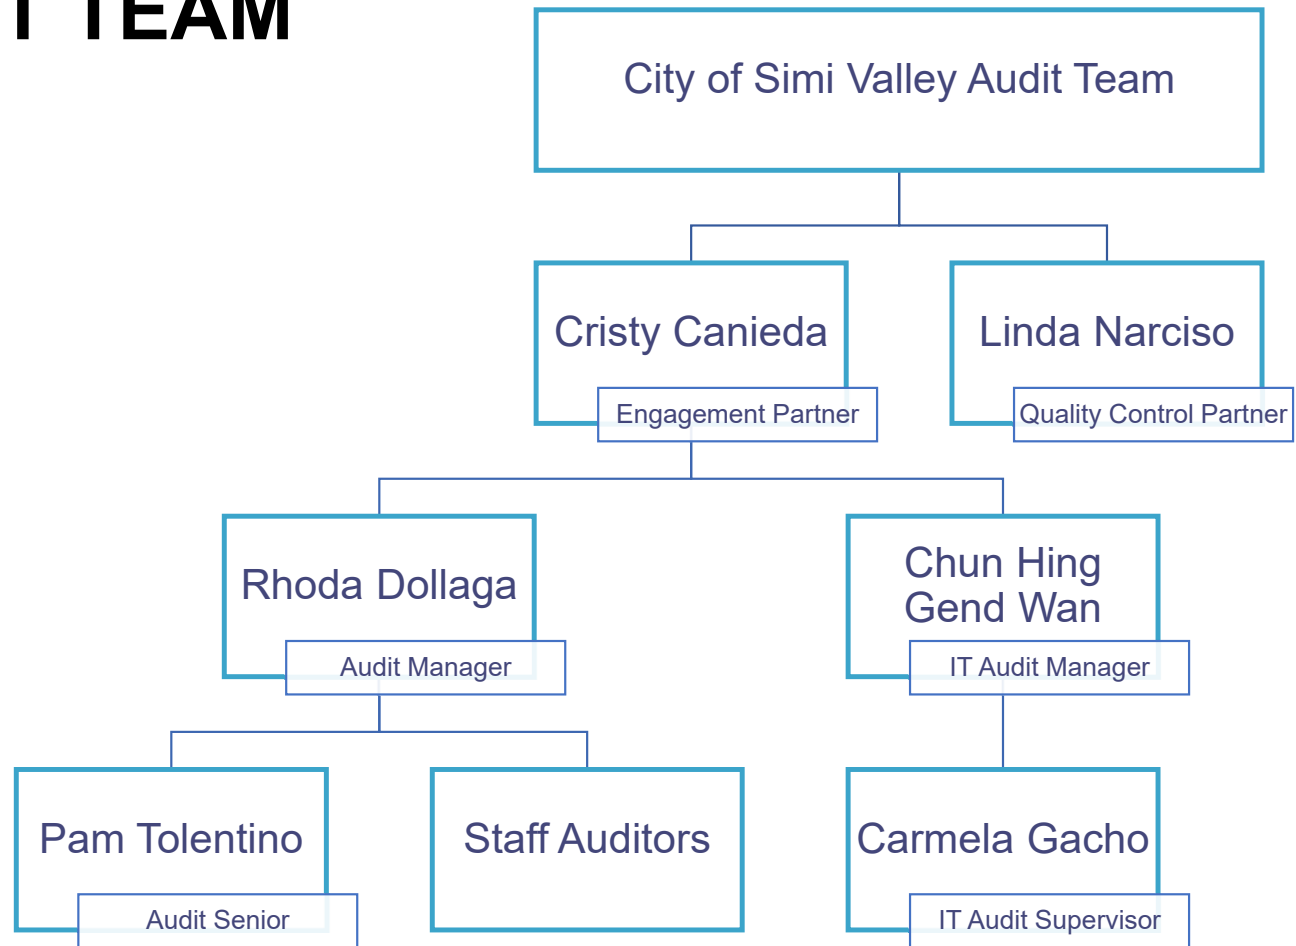 T TEAM
City of Simi Valley Audit Team
Cristy Canieda
Engagement Partner
Linda Narciso
Quality Control Partner
Rhoda Dollaga
Audit Manager
Chun Hing
Gend Wan
IT Audit Manager
Pam Tolentino
Audit Senior
Staff Auditors
Carmela Gacho
IT Audit Supervisor